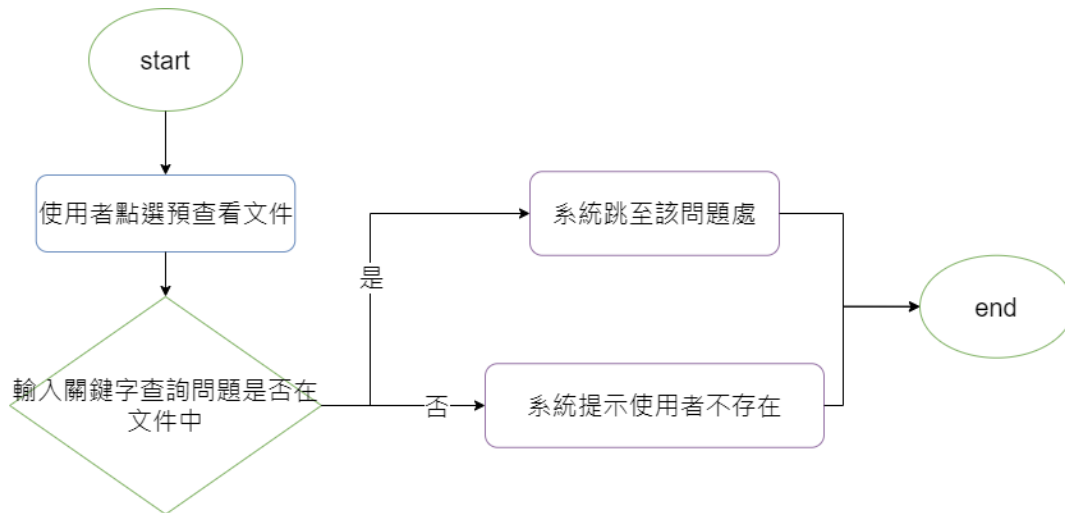 start
使用者點選預查看文件
輸入關鍵字查詢問題是否在
文件中
是
系統跳至該問題處
否
系統提示使用者不存在
end